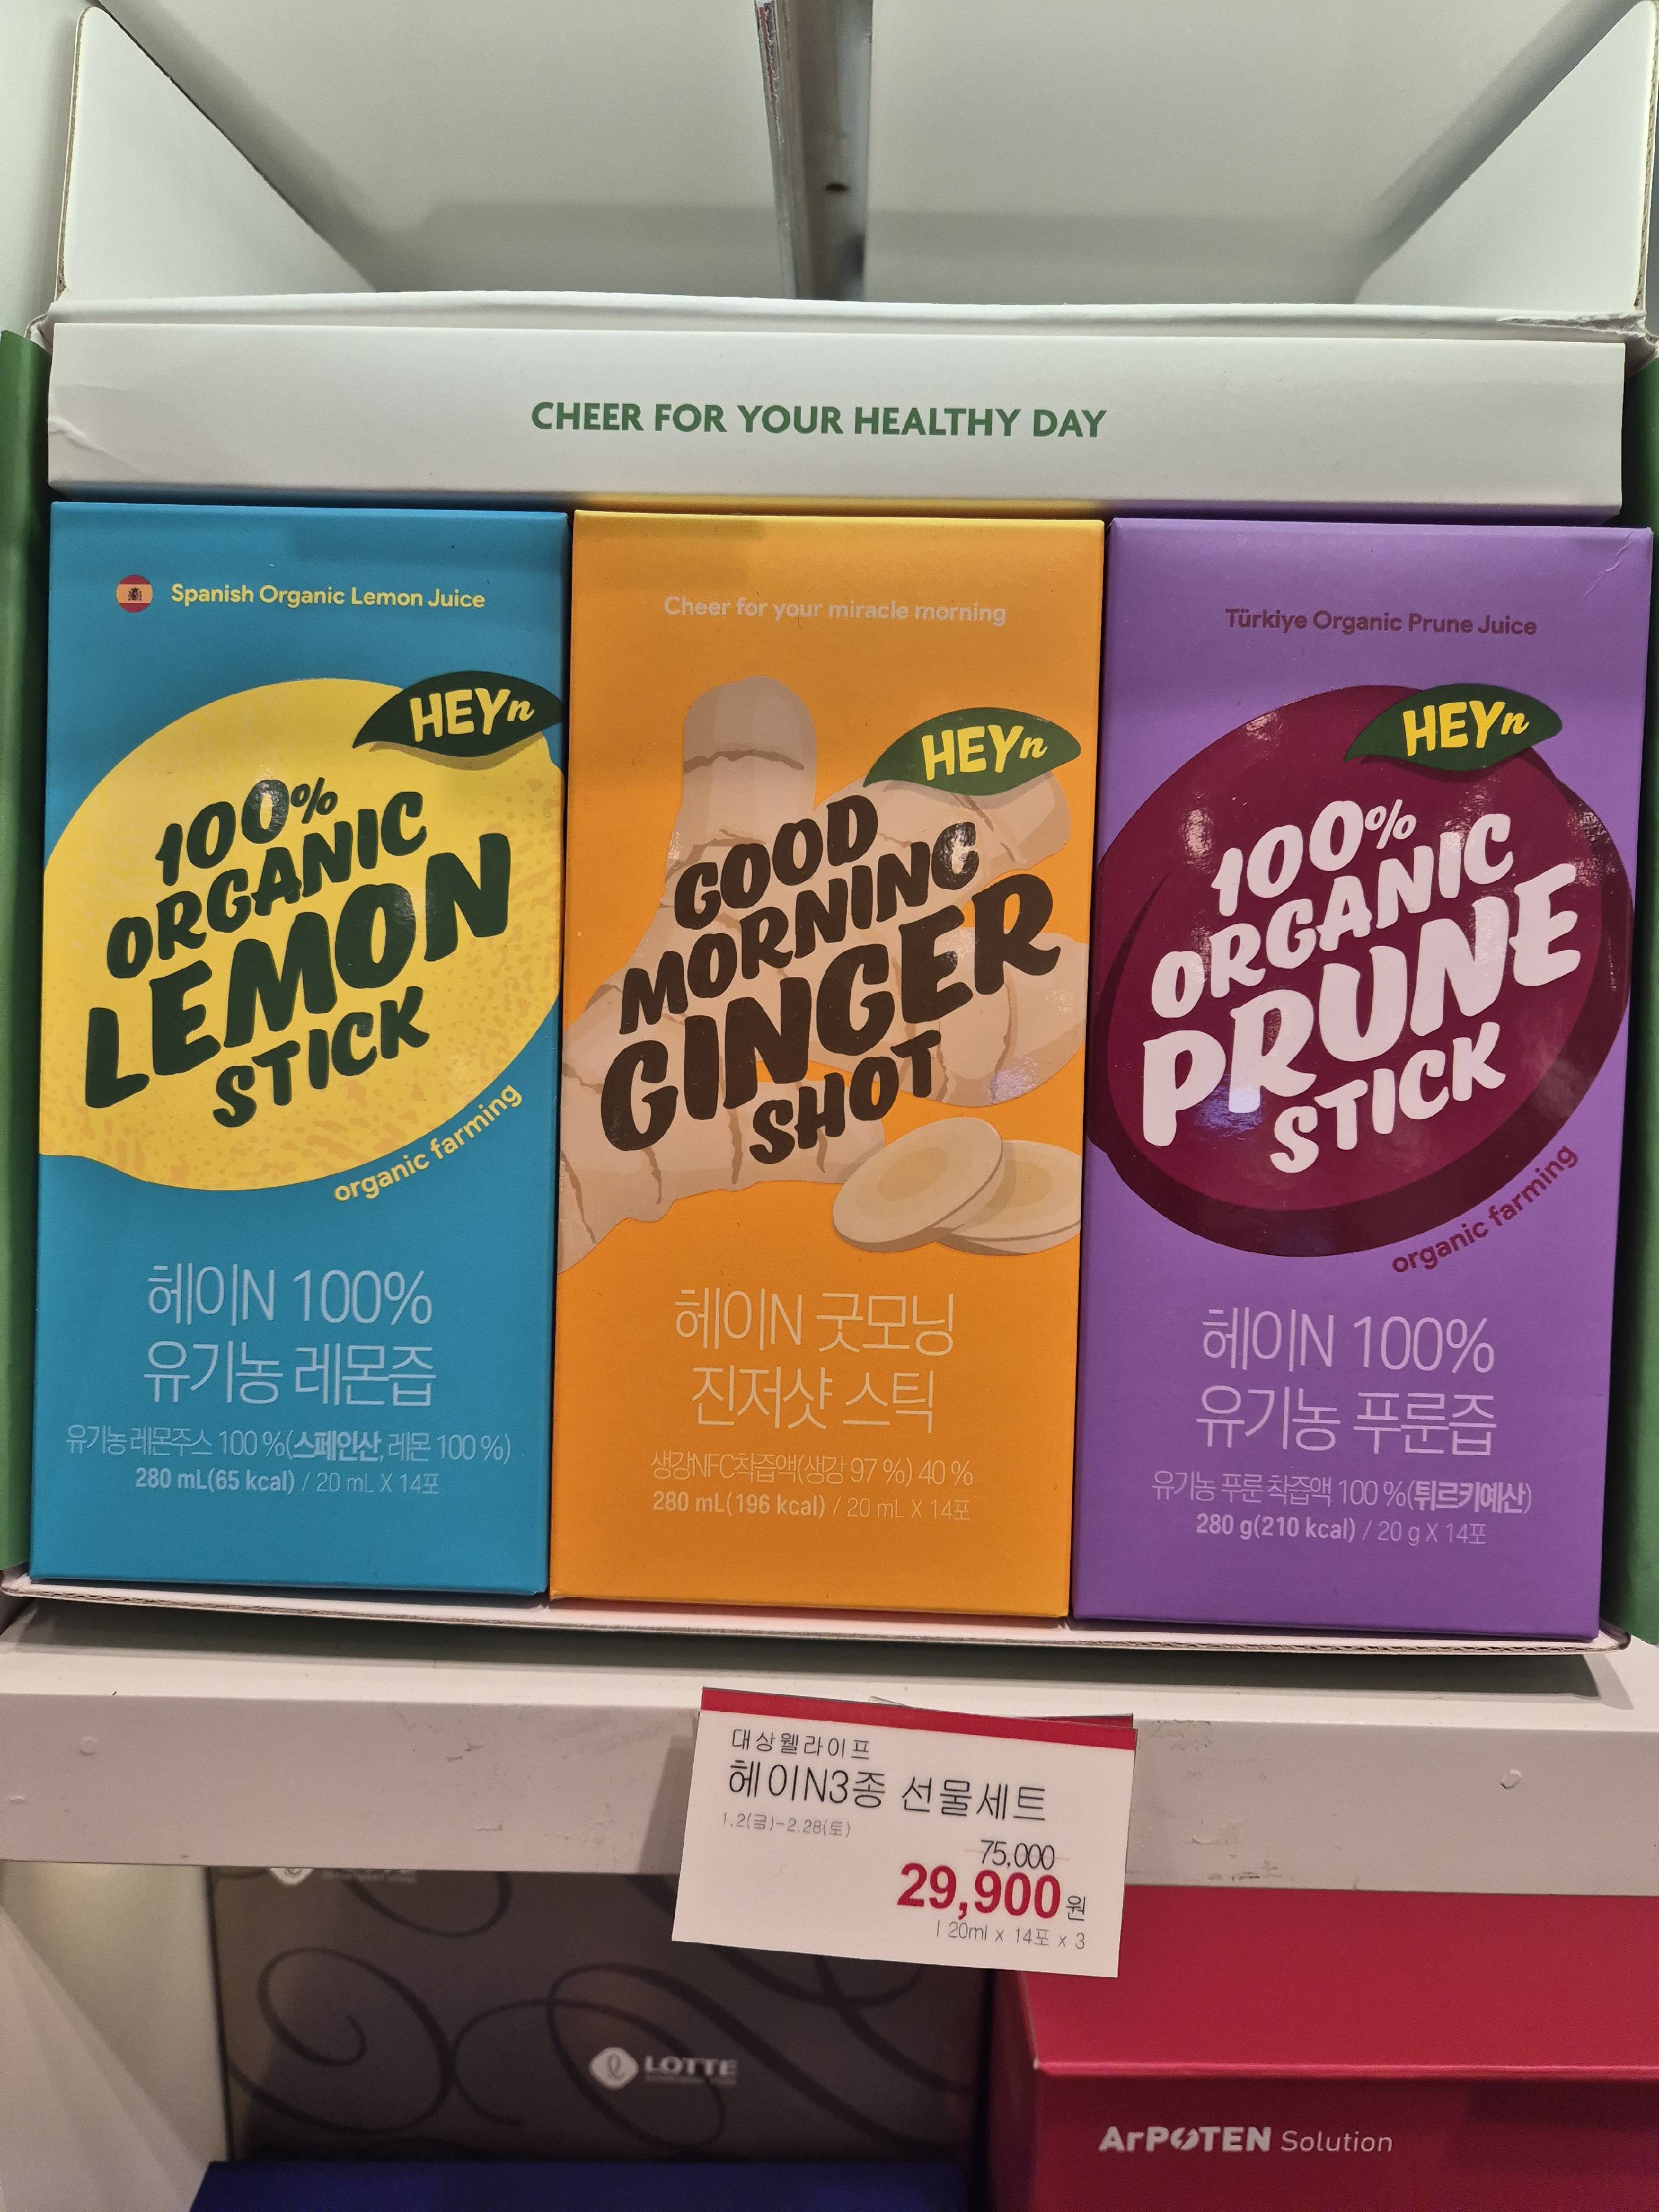 CHEER FOR YOUR HEALTHY DAY
Spanish Organic Lemon Juice
HEYn
100%
ORGANIC
LEMON
STICK
organic farming
헤이N 100%
유기농 레몬즙
유기농 레몬주스 100 %(스페인산, 레몬 100 %)
280 mL(65 kcal) / 20 mL X 14포
Cheer for your miracle morning
HEYn
GOOD
MORNING
GINGER
SHOT
헤이N 굿모닝
진저샷 스틱
생강NFC착즙액(생강 97 %) 40 %
280 mL(196 kcal) / 20 mL X 14포
Türkiye Organic Prune Juice
HEYn
100%
ORGANIC
PRUNE
STICK
organic farming
헤이N 100%
유기농 푸룬즙
유기농 푸룬 착즙액 100 %(튀르키예산)
280 g(210 kcal) / 20 g X 14포
대상웰라이프
헤이N3종 선물세트
1.2(금)-2.28(토)
75,000
29,900원
20ml x 14포 x 3
LOTTE
ArPOTEN Solution